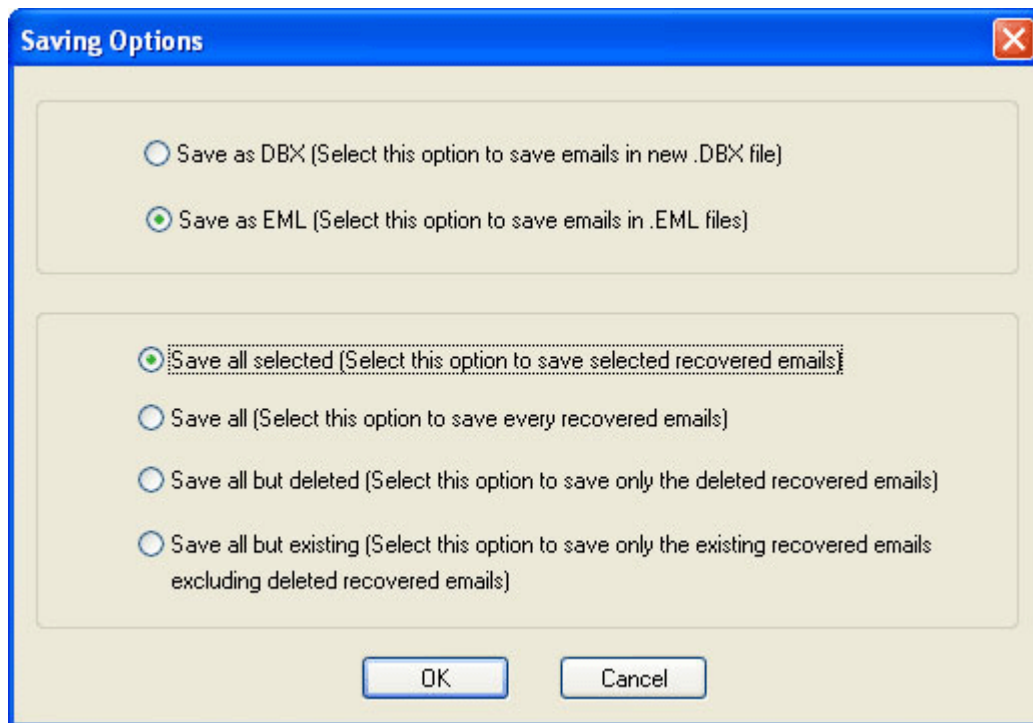 Saving Options
Save as DBX (Select this option to save emails in new .DBX file)
Save as EML (Select this option to save emails in .EML files)
Save all selected (Select this option to save selected recovered emails)
Save all (Select this option to save every recovered emails)
Save all but deleted (Select this option to save only the deleted recovered emails)
Save all but existing (Select this option to save only the existing recovered emails
excluding deleted recovered emails)
OK
Cancel